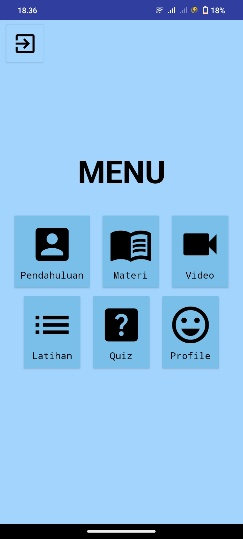 18.36 18%
MENU
Pendahuluan Materi Video
Latihan Quiz Profile